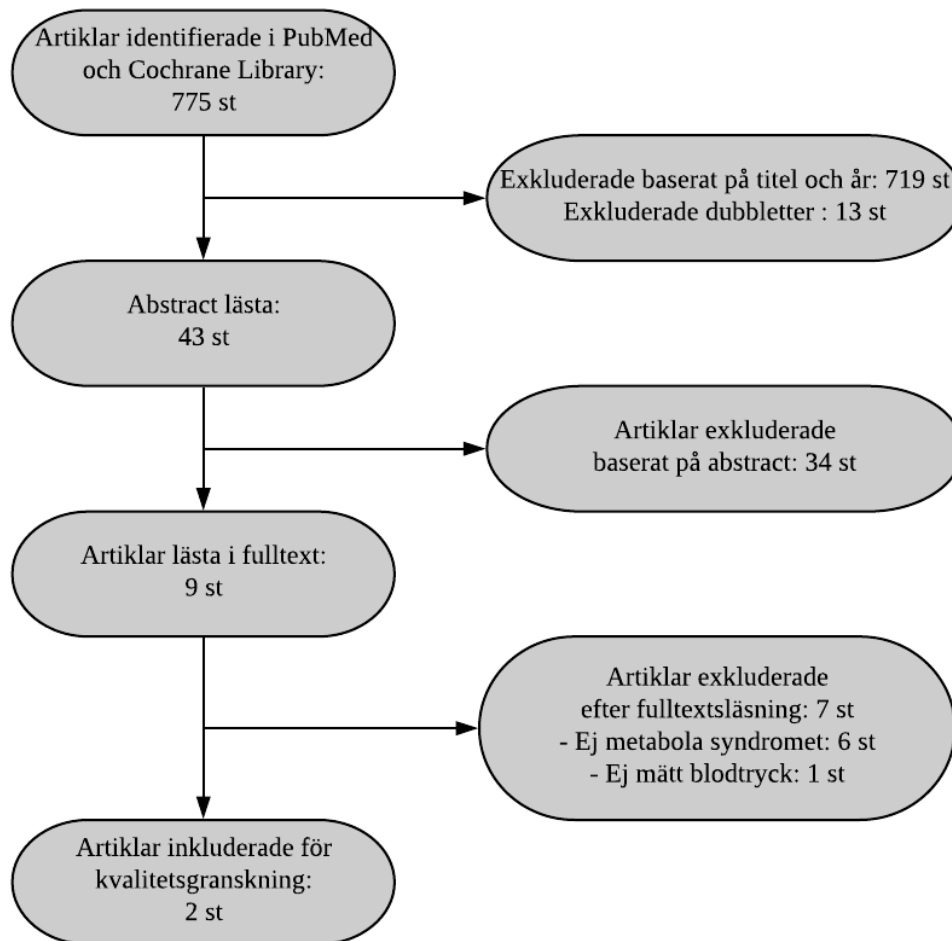 Artiklar identifierade i PubMed
och Cochrane Library:
775 st
Exkluderade baserat på titel och år: 719 st
Exkluderade dubbletter : 13 st
Abstract lästa:
43 st
Artiklar exkluderade
baserat på abstract: 34 st
Artiklar lästa i fulltext:
9 st
Artiklar exkluderade
efter fulltextsläsning: 7 st
- Ej metabola syndromet: 6 st
- Ej mätt blodtryck: 1 st
Artiklar inkluderade för
kvalitetsgranskning:
2 st